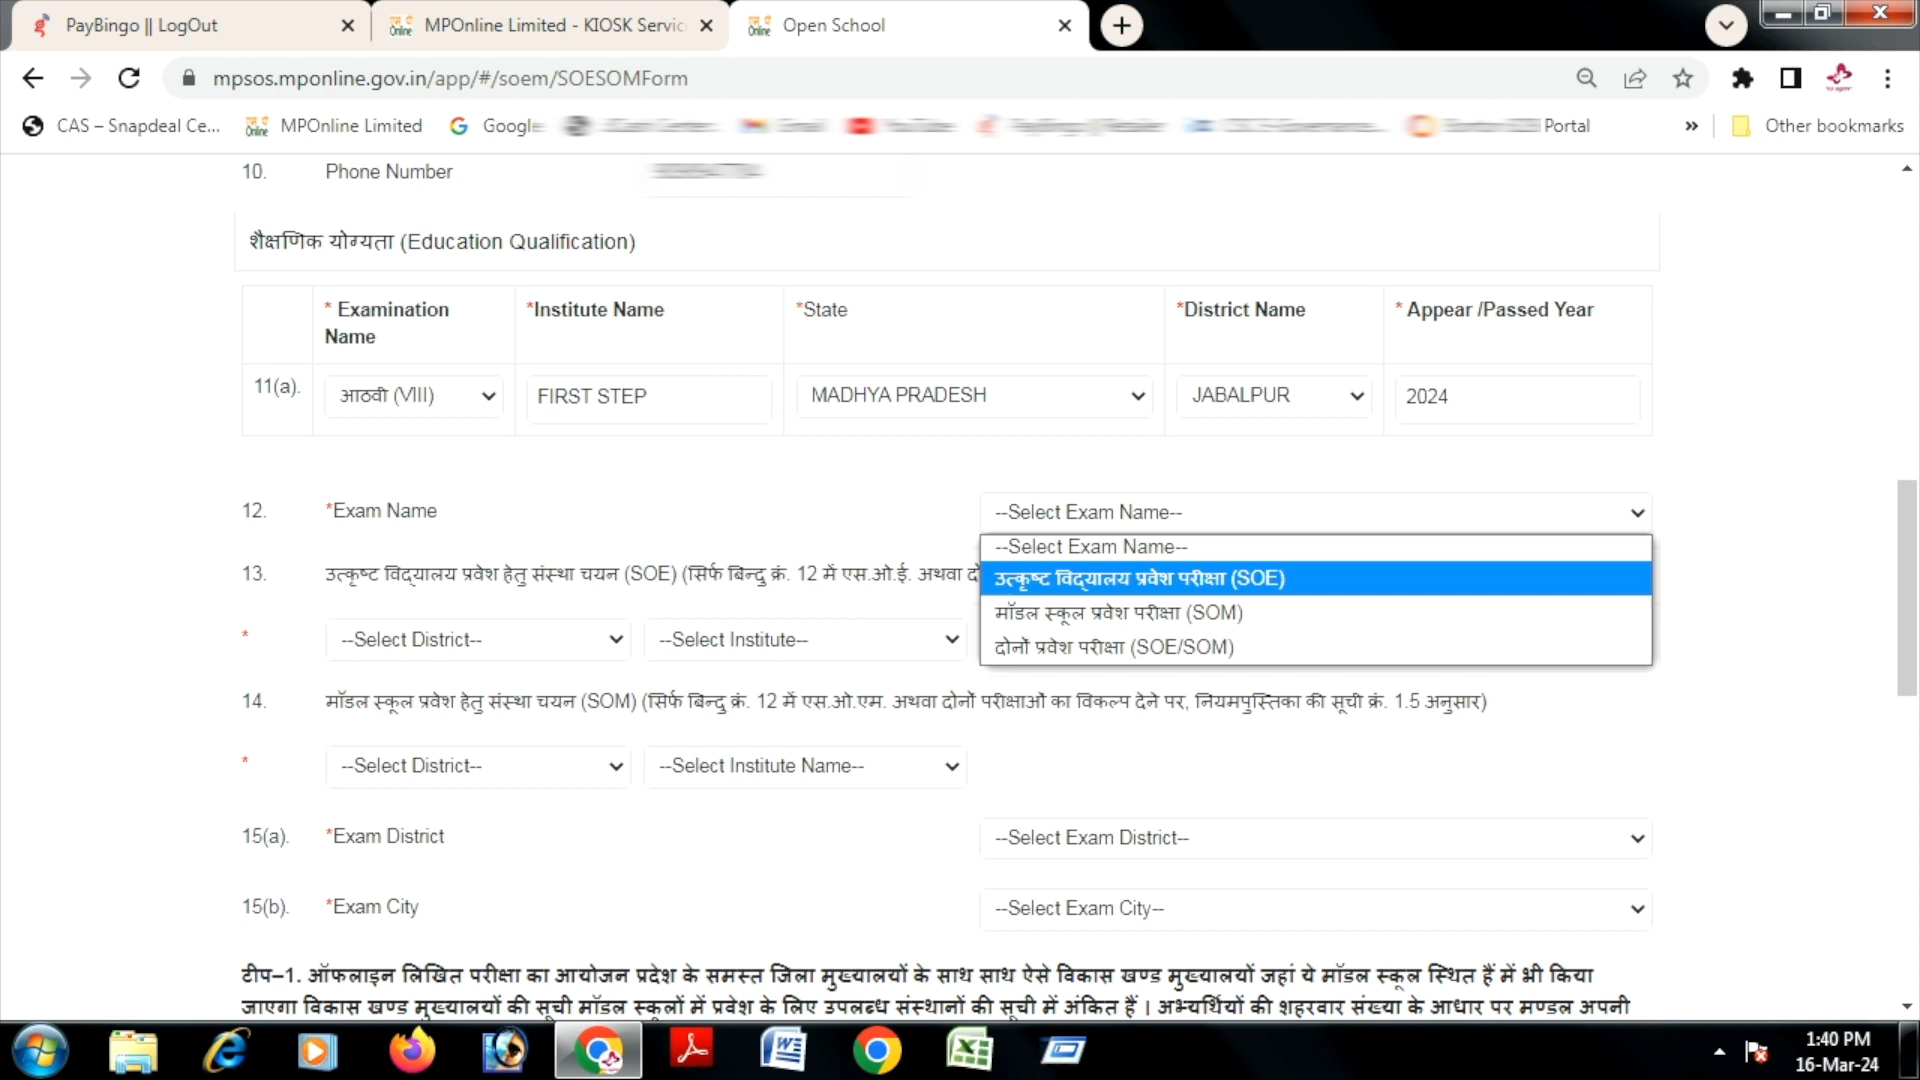 PayBingo || LogOut
MPOnline Limited - KIOSK Servic
Open School
mpsos.mponline.gov.in/app/#/soem/SOESOMForm
CAS – Snapdeal Ce...
MPOnline Limited
Google
Portal
»
Other bookmarks
10. Phone Number
शैक्षणिक योग्यता (Education Qualification)
* Examination Name
*Institute Name
*State
*District Name
* Appear /Passed Year
11(a). आठवी (VIII) FIRST STEP MADHYA PRADESH JABALPUR 2024
12. *Exam Name --Select Exam Name--
--Select Exam Name--
उत्कृष्ट विद्यालय प्रवेश परीक्षा (SOE)
मॉडल स्कूल प्रवेश परीक्षा (SOM)
दोनों प्रवेश परीक्षा (SOE/SOM)
13. उत्कृष्ट विद्यालय प्रवेश हेतु संस्था चयन (SOE) (सिर्फ बिन्दु क्रं. 12 में एस.ओ.ई. अथवा
* --Select District-- --Select Institute--
14. मॉडल स्कूल प्रवेश हेतु संस्था चयन (SOM) (सिर्फ बिन्दु क्रं. 12 में एस.ओ.एम. अथवा दोनों परीक्षाओं का विकल्प देने पर, नियमपुस्तिका की सूची क्रं. 1.5 अनुसार)
* --Select District-- --Select Institute Name--
15(a). *Exam District --Select Exam District--
15(b). *Exam City --Select Exam City--
टीप–1. ऑफलाइन लिखित परीक्षा का आयोजन प्रदेश के समस्त जिला मुख्यालयों के साथ साथ ऐसे विकास खण्ड मुख्यालयों जहां ये मॉडल स्कूल स्थित हैं में भी किया
जाएगा विकास खण्ड मुख्यालयों की सूची मॉडल स्कूलों में प्रवेश के लिए उपलब्ध संस्थानों की सूची में अंकित हैं । अभ्यर्थियों की शहरवार संख्या के आधार पर मण्डल अपनी
1:40 PM
16-Mar-24